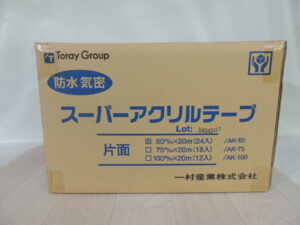 Toray Group
防水 気密
スーパーアクリルテープ
Lot:
片面
50㎜×20m(24入) /AK-50
75㎜×20m(18入) /AK-75
100㎜×20m(12入) /AK-100
一村産業株式会社